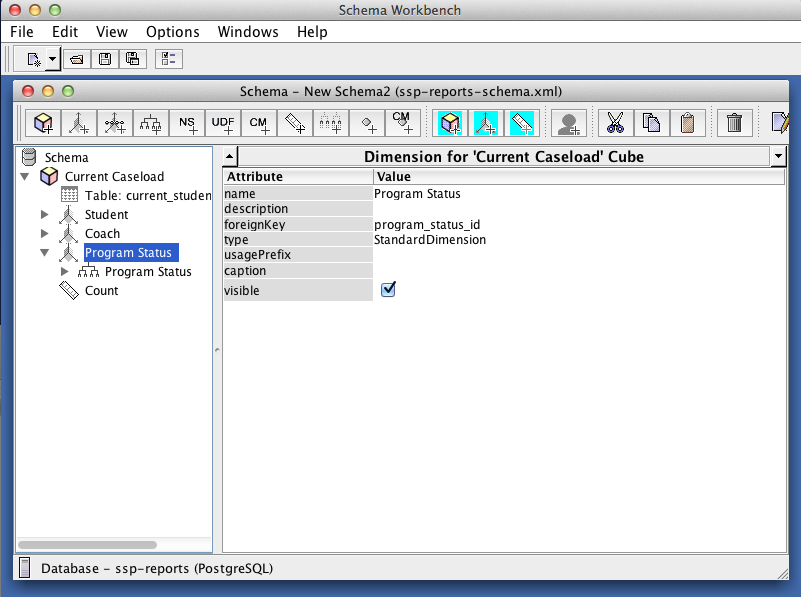 Schema Workbench
File Edit View Options Windows Help
Schema - New Schema2 (ssp-reports-schema.xml)
NS UDF CM CM
Schema
Current Caseload
Table: current_studen
Student
Coach
Program Status
Program Status
Count
Dimension for 'Current Caseload' Cube
Attribute Value
name Program Status
description
foreignKey program_status_id
type StandardDimension
usagePrefix
caption
visible
Database - ssp-reports (PostgreSQL)